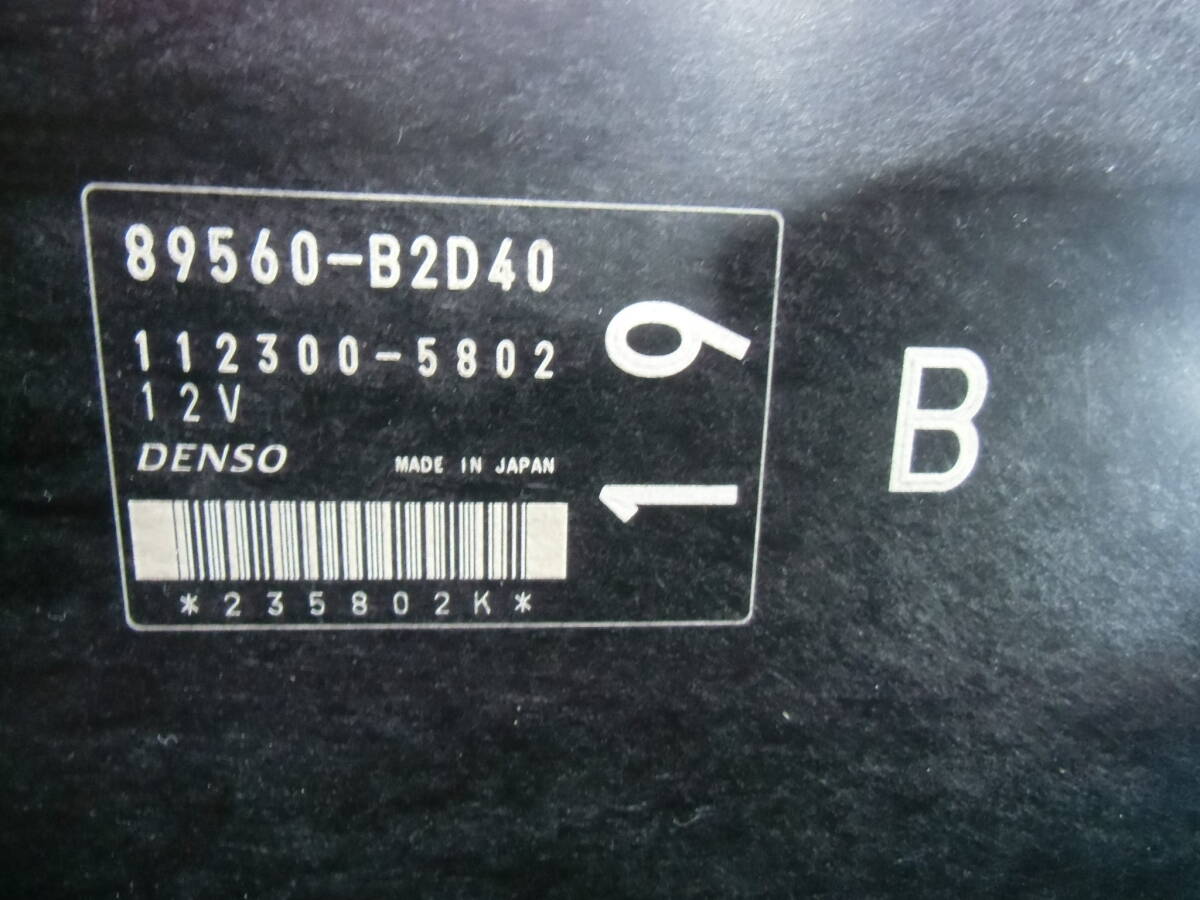 89560-B2D40
112300-5802
12V
DENSO MADE IN JAPAN
*235802K*
19
B